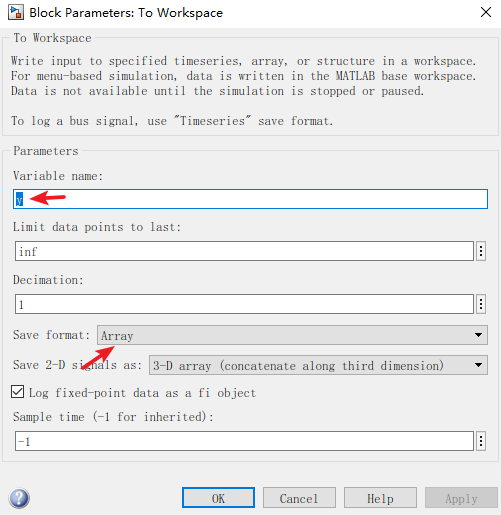 Block Parameters: To Workspace
To Workspace
Write input to specified timeseries, array, or structure in a workspace.
For menu-based simulation, data is written in the MATLAB base workspace.
Data is not available until the simulation is stopped or paused.
To log a bus signal, use "Timeseries" save format.
Parameters
Variable name:
y
Limit data points to last:
inf
Decimation:
1
Save format: Array
Save 2-D signals as: 3-D array (concatenate along third dimension)
Log fixed-point data as a fi object
Sample time (-1 for inherited):
-1
OK Cancel Help Apply